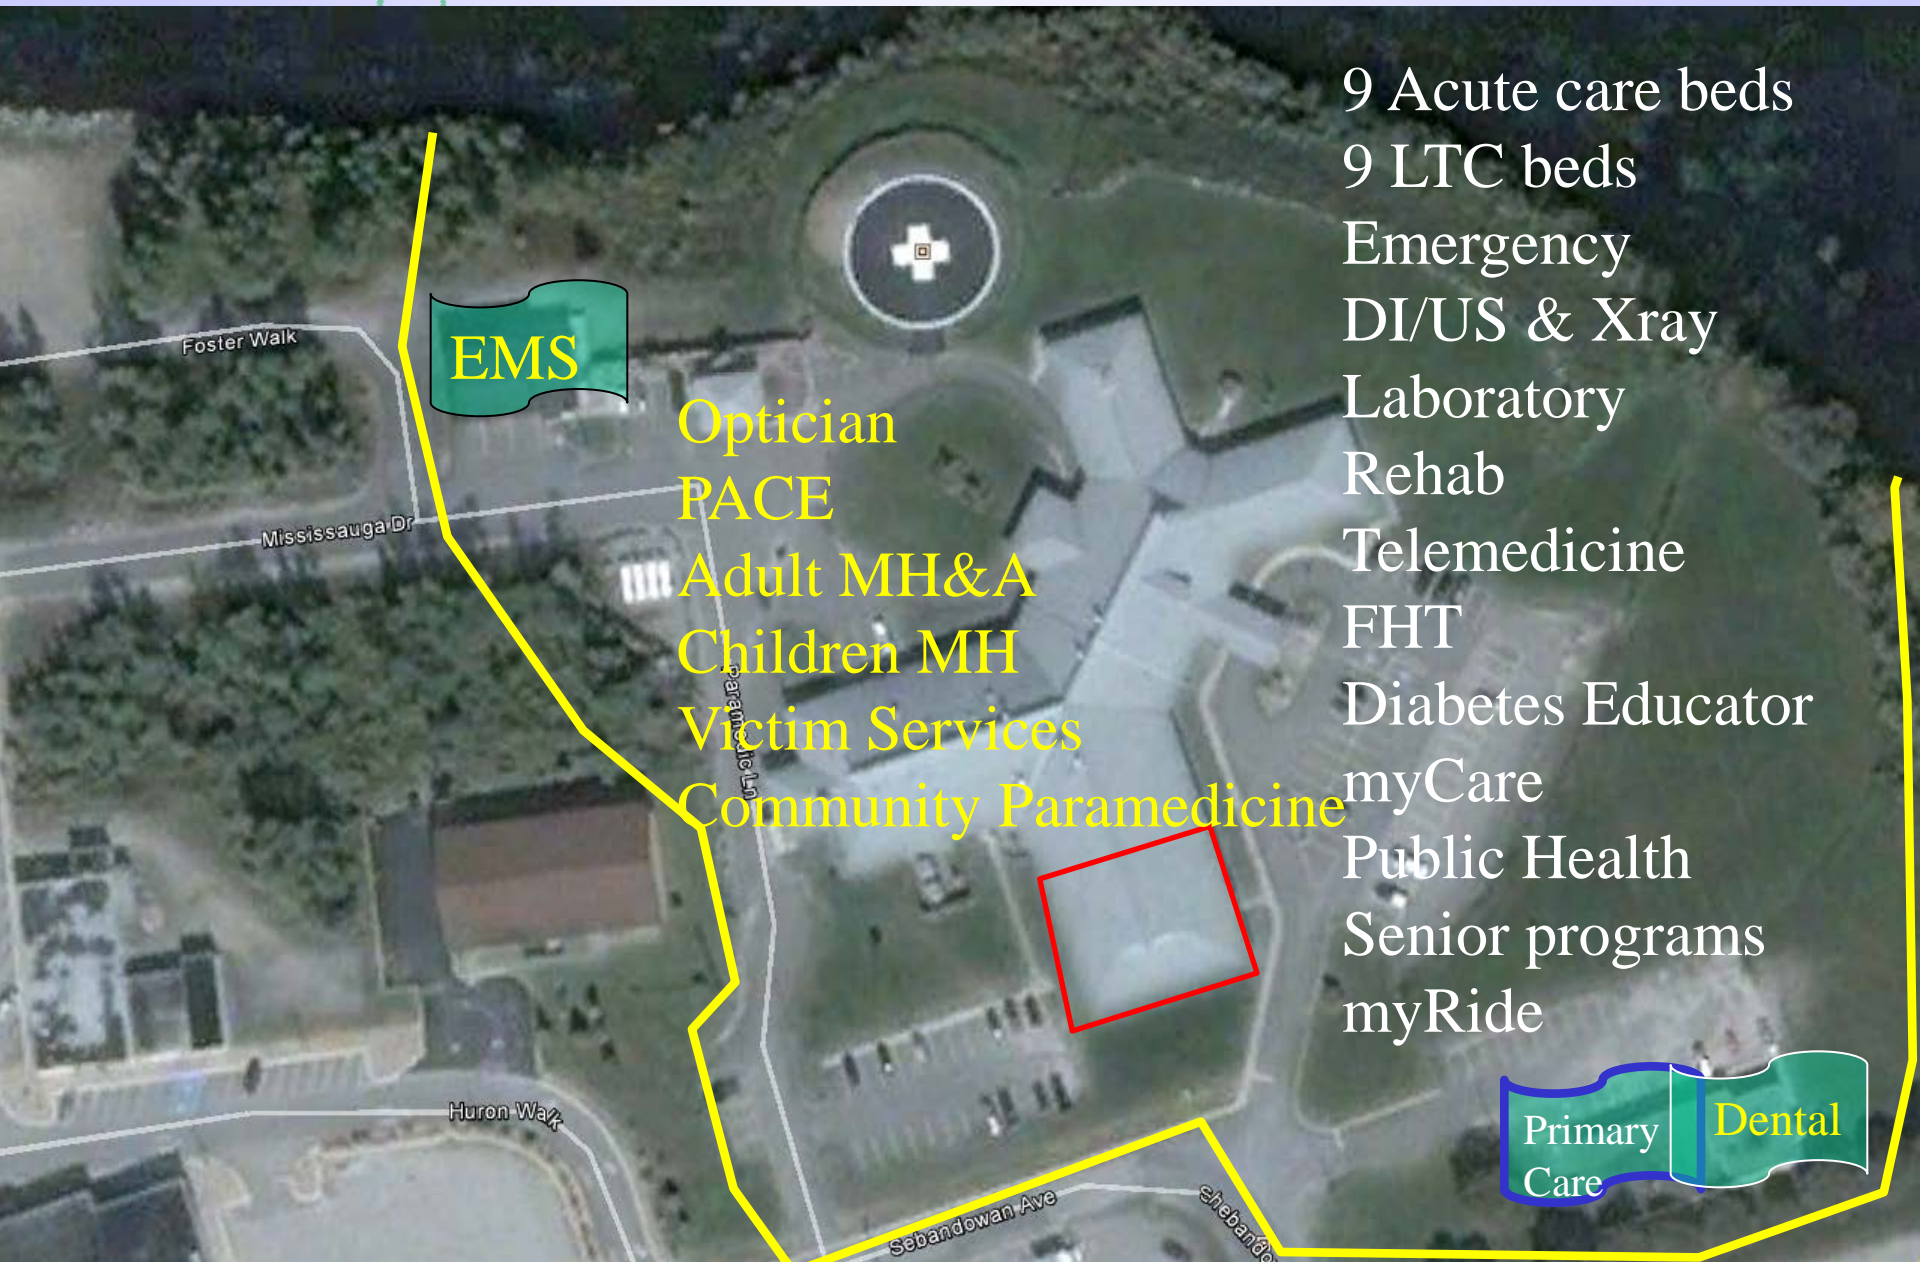 9 Acute care beds
9 LTC beds
Emergency
DI/US & Xray
Laboratory
Rehab
Telemedicine
FHT
Diabetes Educator
myCare
Public Health
Senior programs
myRide
EMS
Optician
PACE
Adult MH&A
Children MH
Victim Services
Community Paramedicine
Foster Walk
Mississauga Dr
Paramedic Ln
Huron Walk
Sebandowan Ave
Primary
Care
Dental